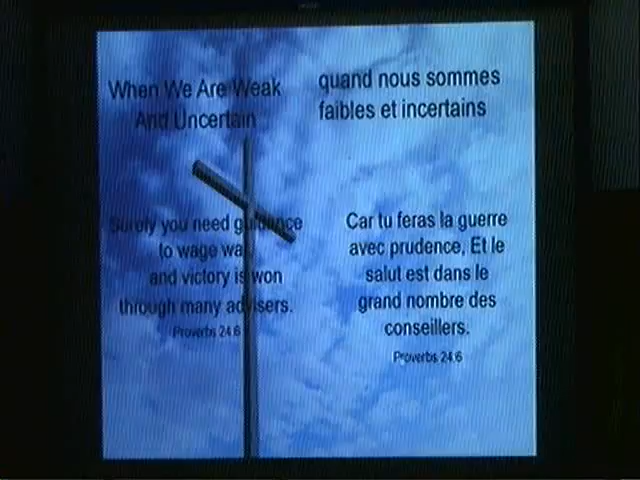 When We Are Weak
And Uncertain
Surely you need guidance
to wage wa
and victory is won
through many advisers.
Proverbs 24:6
quand nous sommes
faibles et incertains
Car tu feras la guerre
avec prudence, Et le
salut est dans le
grand nombre des
conseillers.
Proverbs 24:6